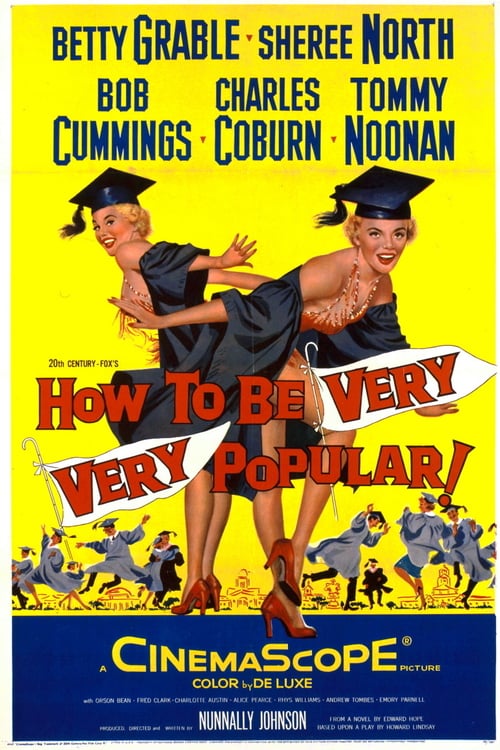 BETTY GRABLE • SHEREE NORTH
BOB CUMMINGS • CHARLES COBURN • TOMMY NOONAN
20th CENTURY-FOX'S
HOW TO BE VERY
VERY POPULAR!
A CINEMASCOPE® PICTURE
COLOR by DE LUXE
with ORSON BEAN • FRED CLARK • CHARLOTTE AUSTIN • ALICE PEARCE • RHYS WILLIAMS • ANDREW TOMBES • EMORY PARNELL
PRODUCED, DIRECTED and WRITTEN by NUNNALLY JOHNSON
FROM A NOVEL BY EDWARD HOPE
BASED UPON A PLAY BY HOWARD LINDSAY